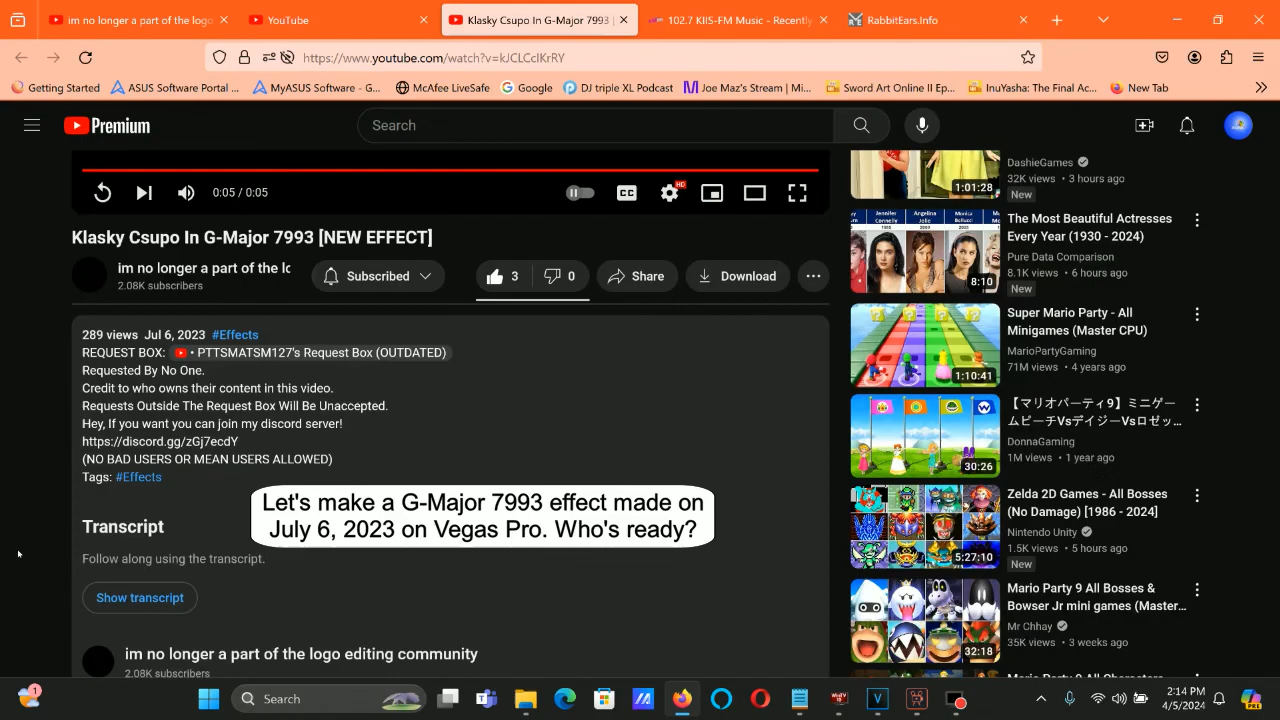 im no longer a part of the logo
YouTube
Klasky Csupo In G-Major 7993
102.7 KIIS-FM Music - Recently
RabbitEars.Info
https://www.youtube.com/watch?v=kJCLCclKrRY
Getting Started
ASUS Software Portal ...
MyASUS Software - G...
McAfee LiveSafe
Google
DJ triple XL Podcast
Joe Maz's Stream | Mi...
Sword Art Online II Ep...
InuYasha: The Final Ac...
New Tab
Premium
Search
0:05 / 0:05
CC
HD
Klasky Csupo In G-Major 7993 [NEW EFFECT]
im no longer a part of the lc
2.08K subscribers
Subscribed
3
0
Share
Download
289 views Jul 6, 2023 #Effects
REQUEST BOX: • PTTSMATSM127's Request Box (OUTDATED)
Requested By No One.
Credit to who owns their content in this video.
Requests Outside The Request Box Will Be Unaccepted.
Hey, If you want you can join my discord server!
https://discord.gg/zGj7ecdY
(NO BAD USERS OR MEAN USERS ALLOWED)
Tags: #Effects
Let's make a G-Major 7993 effect made on
July 6, 2023 on Vegas Pro. Who's ready?
Transcript
Follow along using the transcript.
Show transcript
im no longer a part of the logo editing community
2.08K subscribers
1:01:28
DashieGames
32K views • 3 hours ago
New
Jennifer Connelly
Angelina Jolie
Monica Bellucci
8:10
The Most Beautiful Actresses
Every Year (1930 - 2024)
Pure Data Comparison
8.1K views • 6 hours ago
New
1:10:41
Super Mario Party - All
Minigames (Master CPU)
MarioPartyGaming
71M views • 4 years ago
30:26
【マリオパーティ9】ミニゲー
ムピーチVsデイジーVsロゼッ...
DonnaGaming
1M views • 1 year ago
5:27:10
Zelda 2D Games - All Bosses
(No Damage) [1986 - 2024]
Nintendo Unity
1.5K views • 5 hours ago
New
32:18
Mario Party 9 All Bosses &
Bowser Jr mini games (Master...
Mr Chhay
35K views • 3 weeks ago
1
Search
2:14 PM
4/5/2024